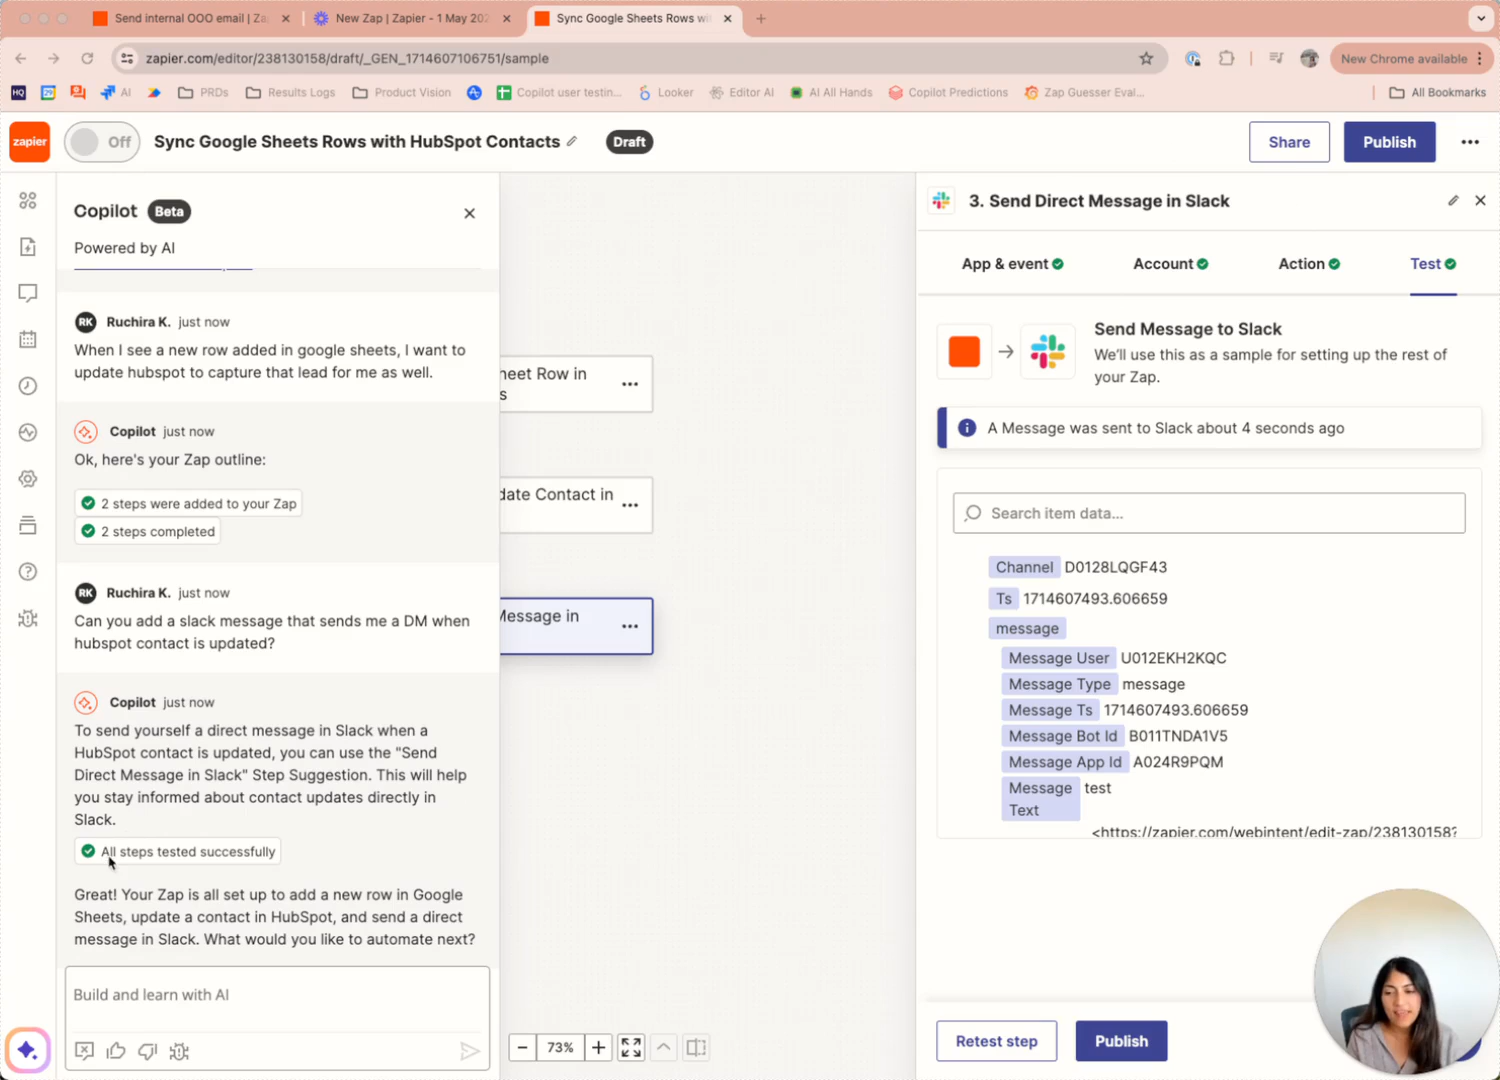 Send internal OOO email | Za
New Zap | Zapier - 1 May 202
Sync Google Sheets Rows wi
zapier.com/editor/238130158/draft/_GEN_1714607106751/sample
New Chrome available
HQ
AI
PRDs
Results Logs
Product Vision
Copilot user testin...
Looker
Editor AI
AI All Hands
Copilot Predictions
Zap Guesser Eval...
All Bookmarks
zapier
Off
Sync Google Sheets Rows with HubSpot Contacts
Draft
Share
Publish
Copilot Beta
Powered by AI
RK Ruchira K. just now
When I see a new row added in google sheets, I want to
update hubspot to capture that lead for me as well.
Copilot just now
Ok, here's your Zap outline:
2 steps were added to your Zap
2 steps completed
RK Ruchira K. just now
Can you add a slack message that sends me a DM when
hubspot contact is updated?
Copilot just now
To send yourself a direct message in Slack when a
HubSpot contact is updated, you can use the "Send
Direct Message in Slack" Step Suggestion. This will help
you stay informed about contact updates directly in
Slack.
All steps tested successfully
Great! Your Zap is all set up to add a new row in Google
Sheets, update a contact in HubSpot, and send a direct
message in Slack. What would you like to automate next?
Build and learn with AI
heet Row in
s
date Contact in
Message in
73%
3. Send Direct Message in Slack
App & event
Account
Action
Test
Send Message to Slack
We'll use this as a sample for setting up the rest of
your Zap.
A Message was sent to Slack about 4 seconds ago
Search item data...
Channel D0128LQGF43
Ts 1714607493.606659
message
Message User U012EKH2KQC
Message Type message
Message Ts 1714607493.606659
Message Bot Id B011TNDA1V5
Message App Id A024R9PQM
Message Text test
<https://zapier.com/webintent/edit-zap/238130158?
Retest step
Publish